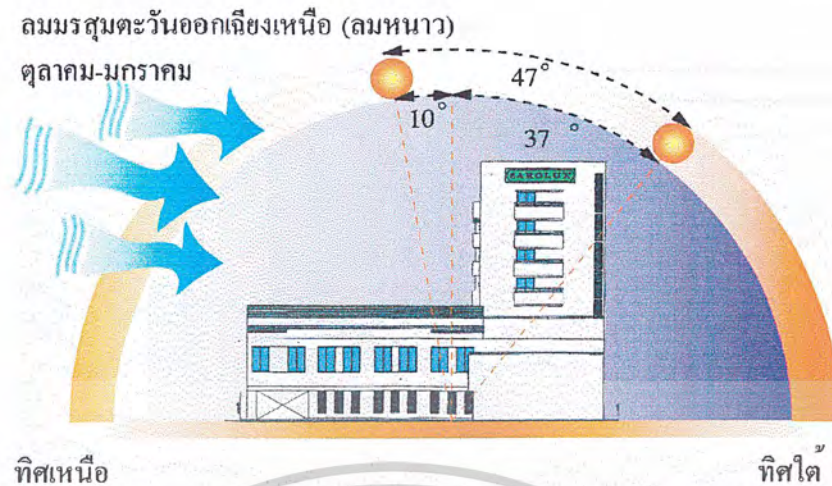 ลมมรสุมตะวันออกเฉียงเหนือ (ลมหนาว)
ตุลาคม-มกราคม
47°
10°
37 °
CAROLUX
ทิศเหนือ
ทิศใต้